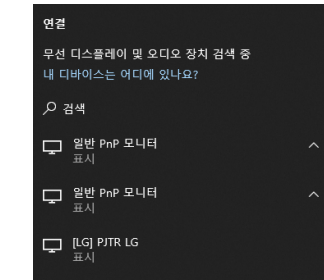 연결
무선 디스플레이 및 오디오 장치 검색 중
내 디바이스는 어디에 있나요?
검색
일반 PnP 모니터
표시
일반 PnP 모니터
표시
[LG] PJTR LG
표시